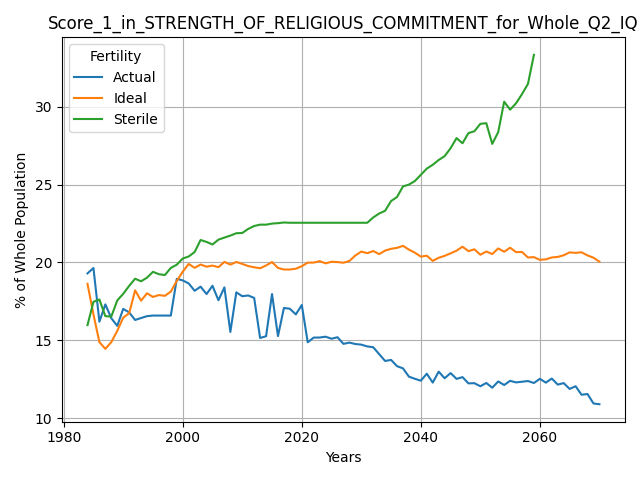 Score_1_in_STRENGTH_OF_RELIGIOUS_COMMITMENT_for_Whole_Q2_IQ
Fertility
Actual
Ideal
Sterile
% of Whole Population
30
25
20
15
10
1980
2000
2020
2040
2060
Years